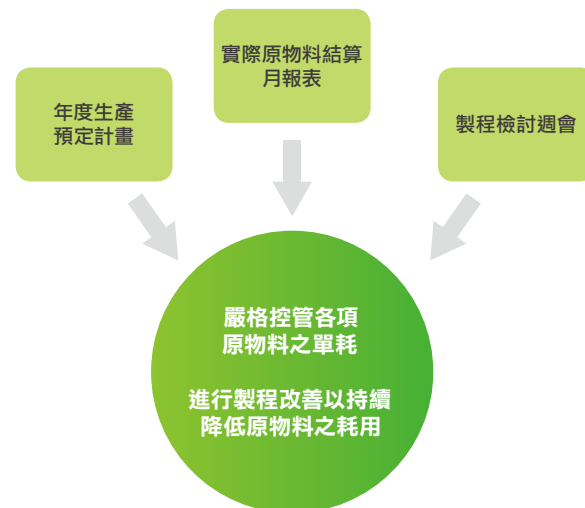 年度生產
預定計畫
實際原物料結算
月報表
製程檢討週會
嚴格控管各項
原物料之單耗
進行製程改善以持續
降低原物料之耗用